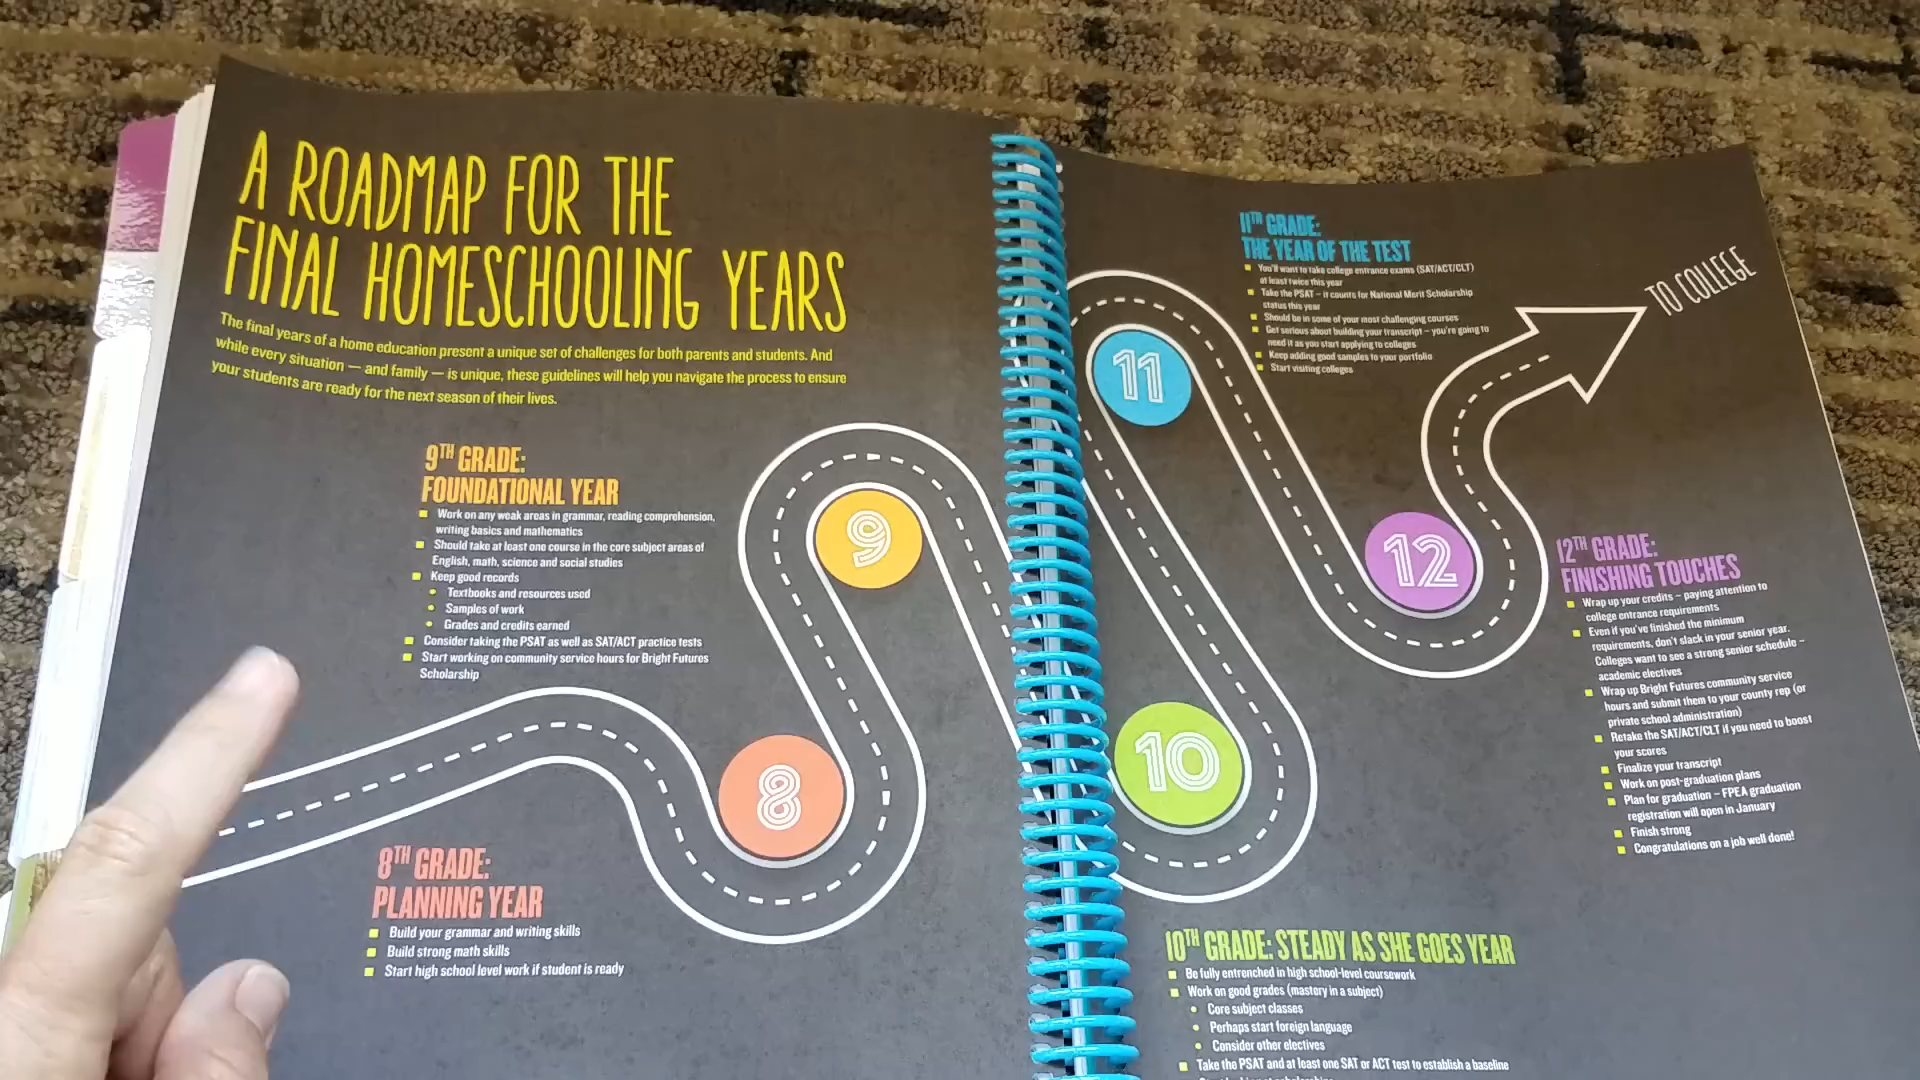 A ROADMAP FOR THE
FINAL HOMESCHOOLING YEARS
The final years of a home education present a unique set of challenges for both parents and students. And
while every situation — and family — is unique, these guidelines will help you navigate the process to ensure
your students are ready for the next season of their lives.
9TH GRADE:
FOUNDATIONAL YEAR
Work on any weak areas in grammar, reading comprehension,
writing basics and mathematics
Should take at least one course in the core subject areas of
English, math, science and social studies
Keep good records
Textbooks and resources used
Samples of work
Grades and credits earned
Consider taking the PSAT as well as SAT/ACT practice tests
Start working on community service hours for Bright Futures
Scholarship
9
8
8TH GRADE:
PLANNING YEAR
Build your grammar and writing skills
Build strong math skills
Start high school level work if student is ready
11TH GRADE:
THE YEAR OF THE TEST
You'll want to take college entrance exams (SAT/ACT/CLT)
at least twice this year
Take the PSAT – it counts for National Merit Scholarship
status this year
Should be in some of your most challenging courses
Get serious about building your transcript – you're going to
need it as you start applying to colleges
Keep adding good samples to your portfolio
Start visiting colleges
TO COLLEGE
11
12
10
12TH GRADE:
FINISHING TOUCHES
Wrap up your credits – paying attention to
college entrance requirements
Even if you've finished the minimum
requirements, don't slack in your senior year.
Colleges want to see a strong senior schedule –
academic electives
Wrap up Bright Futures community service
hours and submit them to your county rep (or
private school administration)
Retake the SAT/ACT/CLT if you need to boost
your scores
Finalize your transcript
Work on post-graduation plans
Plan for graduation – FPEA graduation
registration will open in January
Finish strong
Congratulations on a job well done!
10TH GRADE: STEADY AS SHE GOES YEAR
Be fully entrenched in high school-level coursework
Work on good grades (mastery in a subject)
Core subject classes
Perhaps start foreign language
Consider other electives
Take the PSAT and at least one SAT or ACT test to establish a baseline